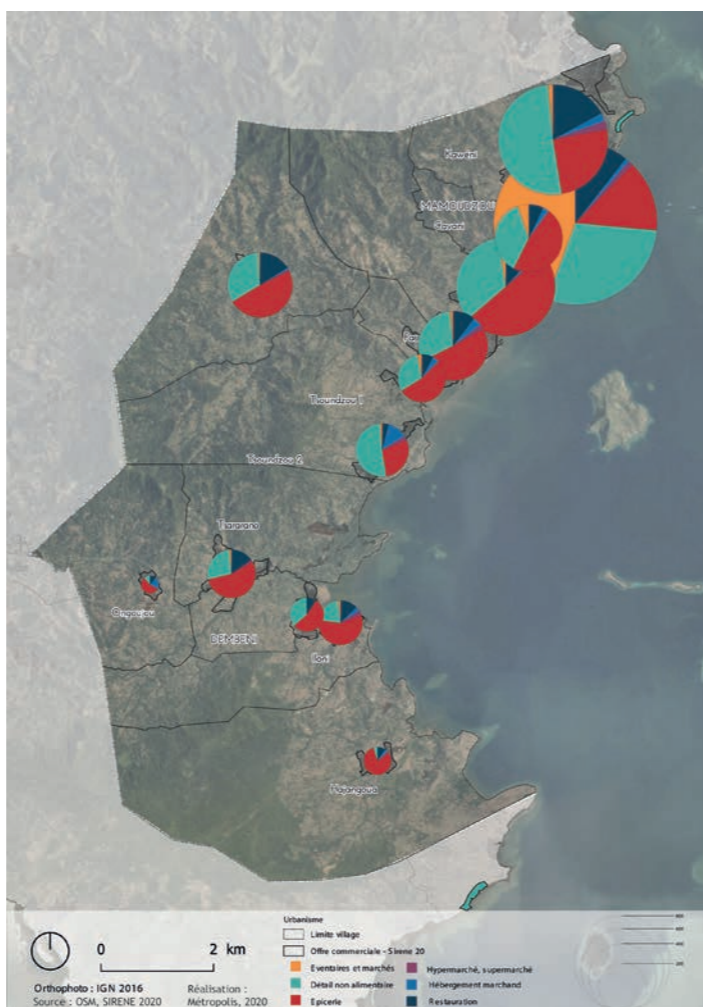 Kaweni
MAMOUDZOU
Cavani
Tsoundzou 1
Tsoundzou 2
Tsararano
Ongoujou
DEMBENI
Iloni
Hajangoua
0 2 km
Orthophoto : IGN 2016
Source : OSM, SIRENE 2020
Réalisation :
Métropolis, 2020
Urbanisme
Limite village
Offre commerciale - Sirene 20
Eventaires et marchés
Détail non alimentaire
Epicerie
Hypermarché, supermarché
Hébergement marchand
Restauration